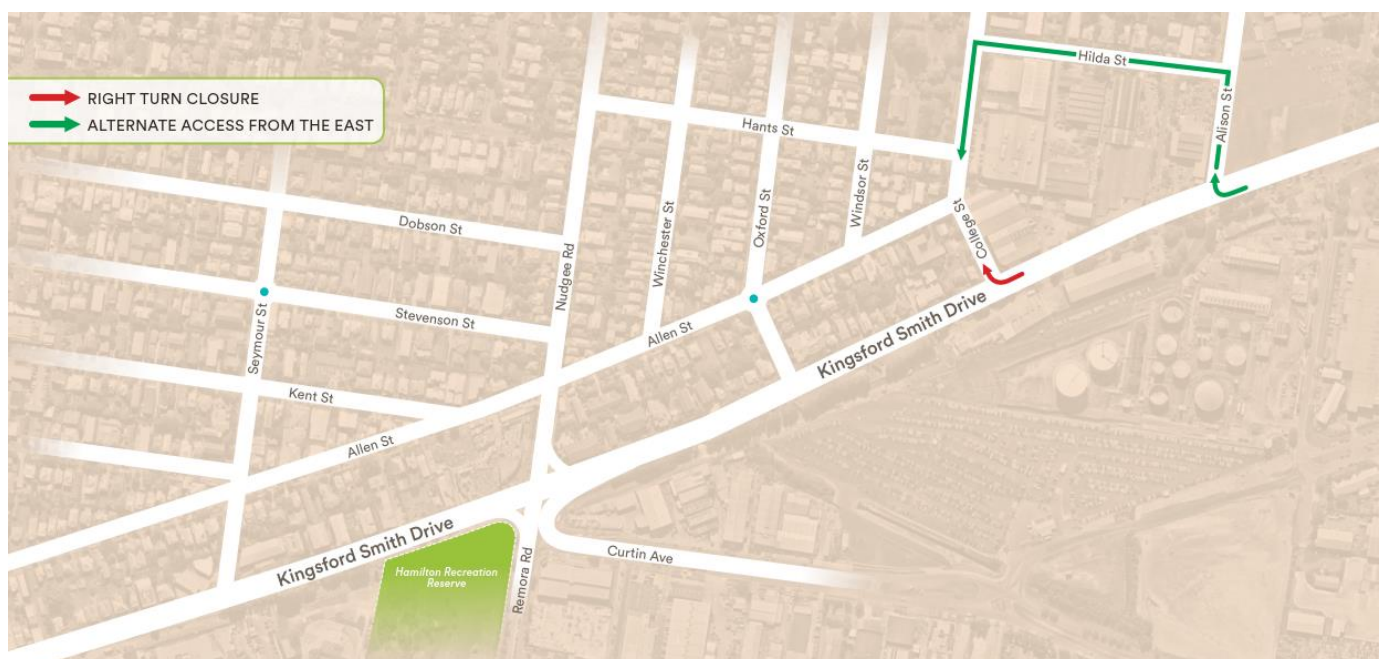 RIGHT TURN CLOSURE
ALTERNATE ACCESS FROM THE EAST
Hilda St
Alison St
Hants St
Windsor St
Oxford St
Winchester St
College St
Nudgee Rd
Dobson St
Stevenson St
Seymour St
Allen St
Kingsford Smith Drive
Kent St
Allen St
Kingsford Smith Drive
Curtin Ave
Remora Rd
Hamilton Recreation
Reserve